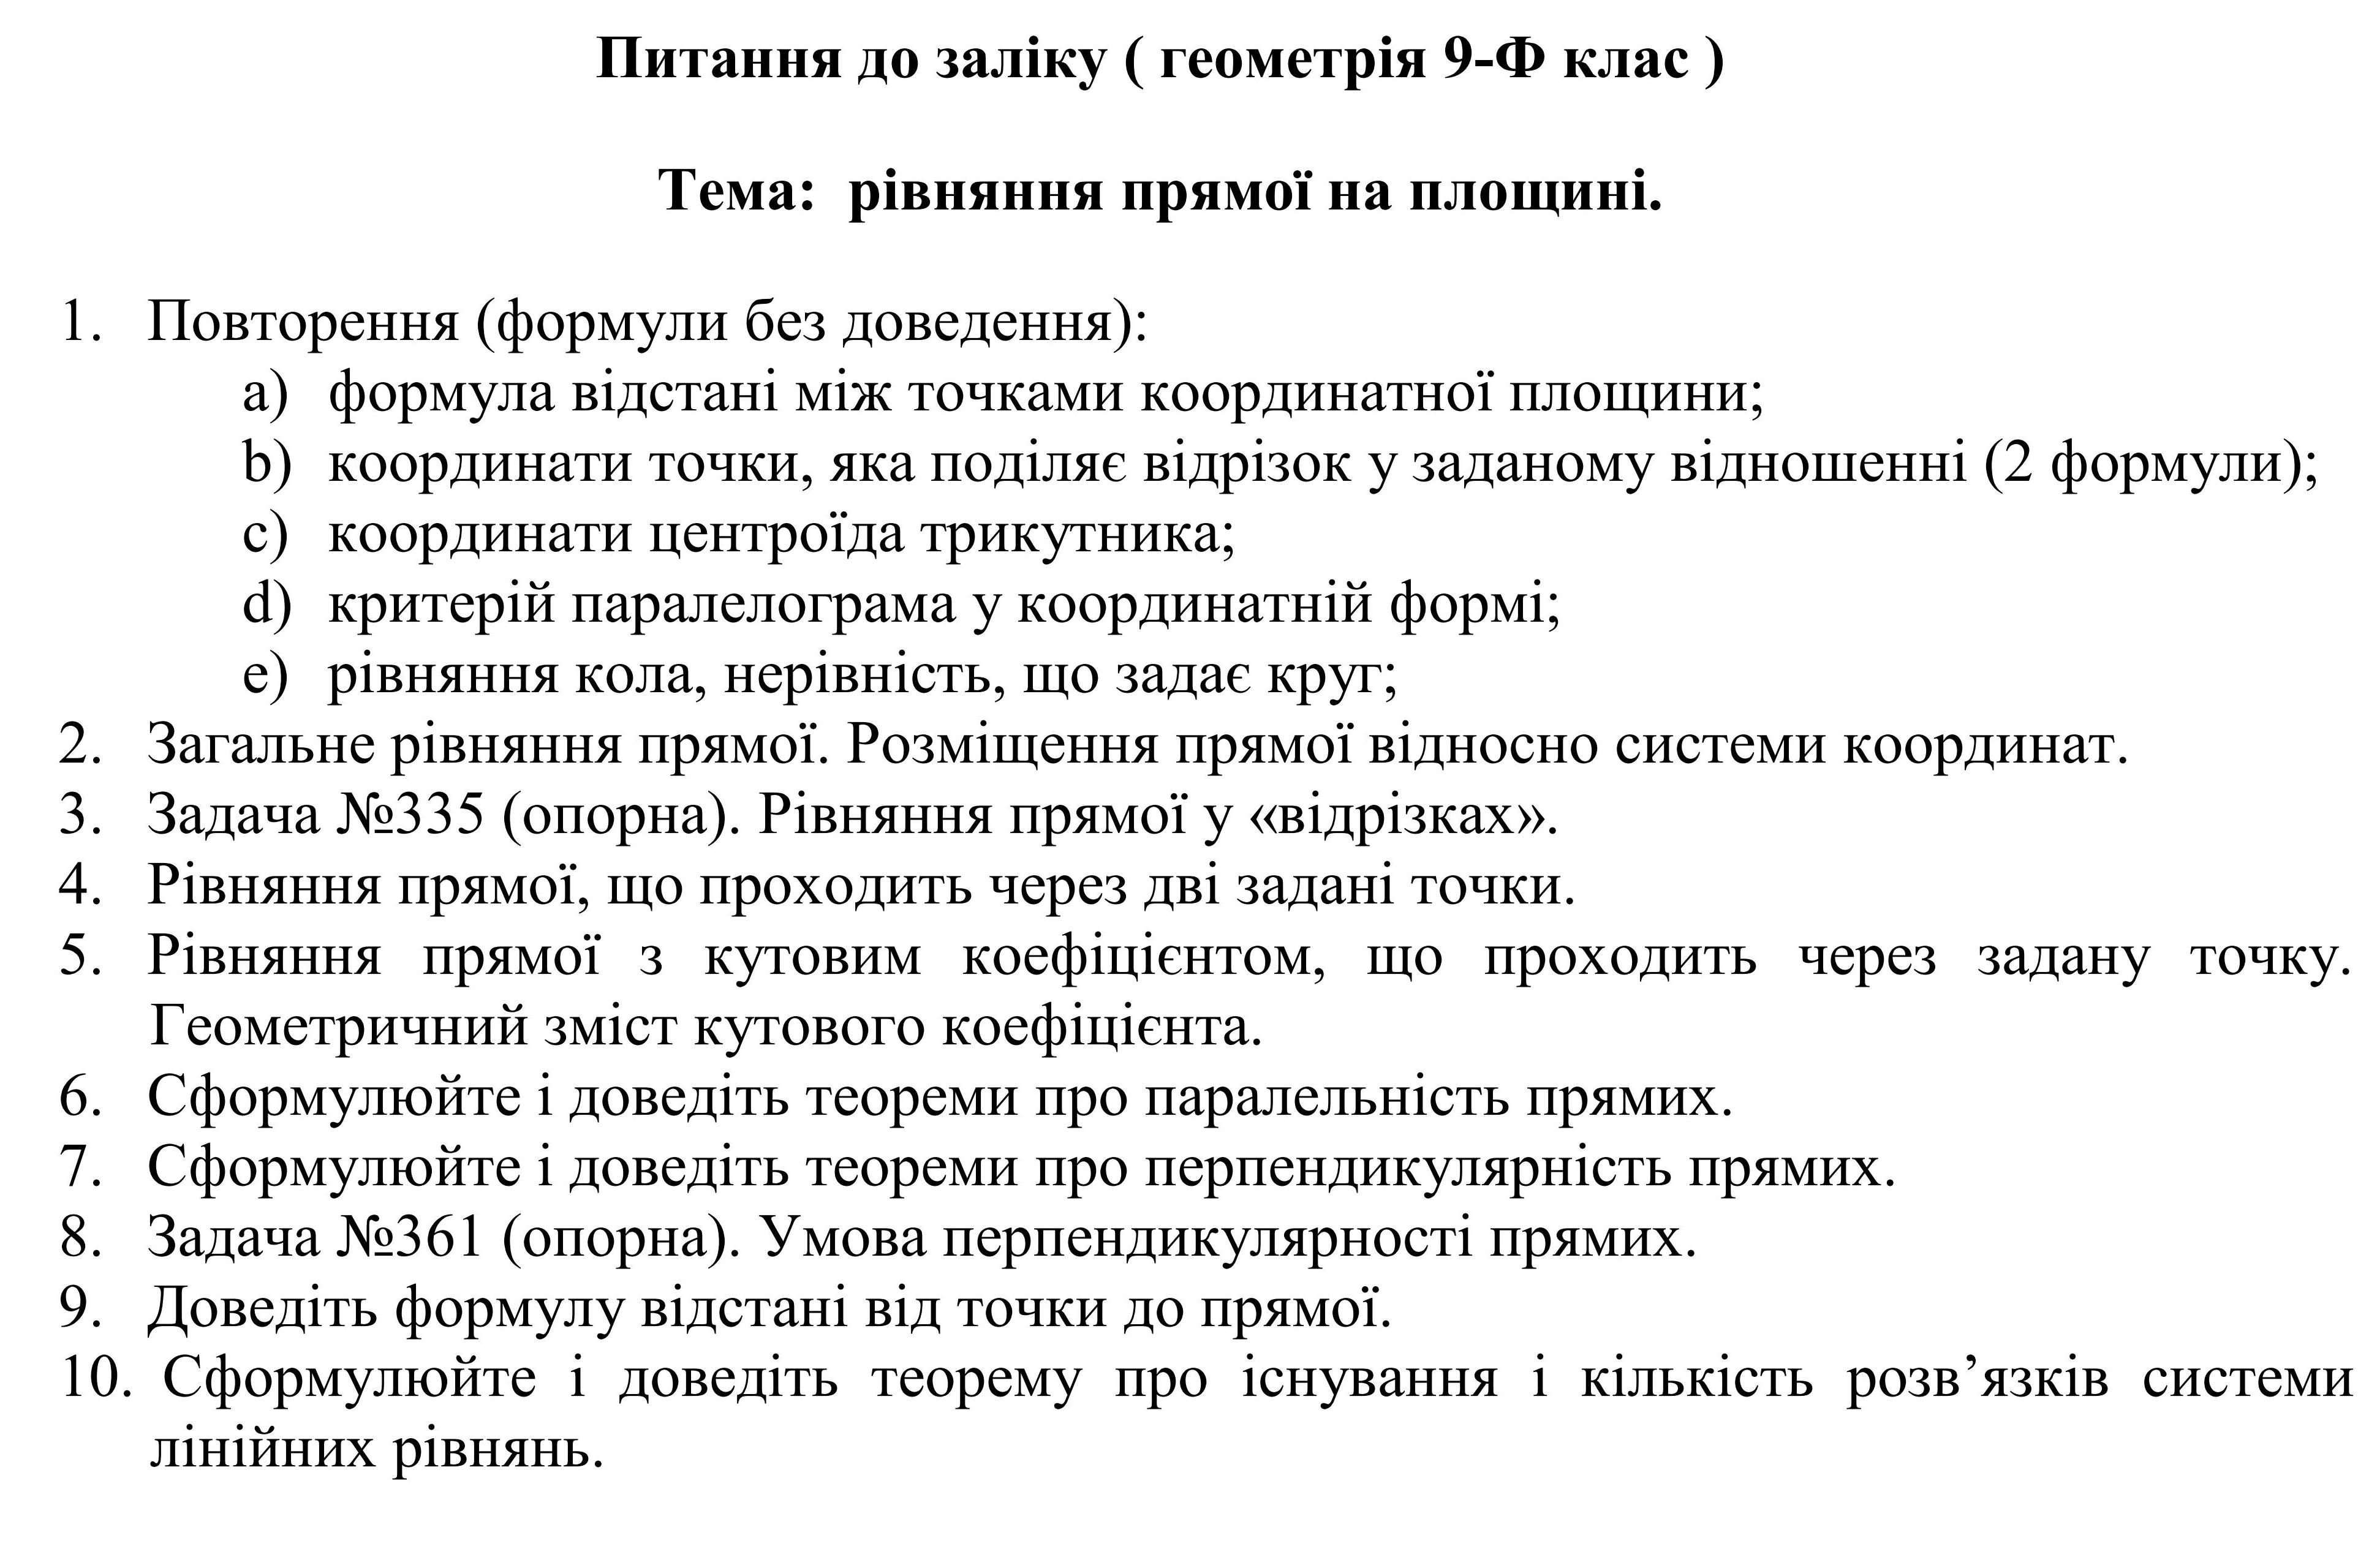 Питання до заліку ( геометрія 9-Ф клас )
Тема:  рівняння прямої на площині.
1. Повторення (формули без доведення):
a) формула відстані між точками координатної площини;
b) координати точки, яка поділяє відрізок у заданому відношенні (2 формули);
c) координати центроїда трикутника;
d) критерій паралелограма у координатній формі;
e) рівняння кола, нерівність, що задає круг;
2. Загальне рівняння прямої. Розміщення прямої відносно системи координат.
3. Задача №335 (опорна). Рівняння прямої у «відрізках».
4. Рівняння прямої, що проходить через дві задані точки.
5. Рівняння прямої з кутовим коефіцієнтом, що проходить через задану точку.
Геометричний зміст кутового коефіцієнта.
6. Сформулюйте і доведіть теореми про паралельність прямих.
7. Сформулюйте і доведіть теореми про перпендикулярність прямих.
8. Задача №361 (опорна). Умова перпендикулярності прямих.
9. Доведіть формулу відстані від точки до прямої.
10. Сформулюйте і доведіть теорему про існування і кількість розв’язків системи
лінійних рівнянь.